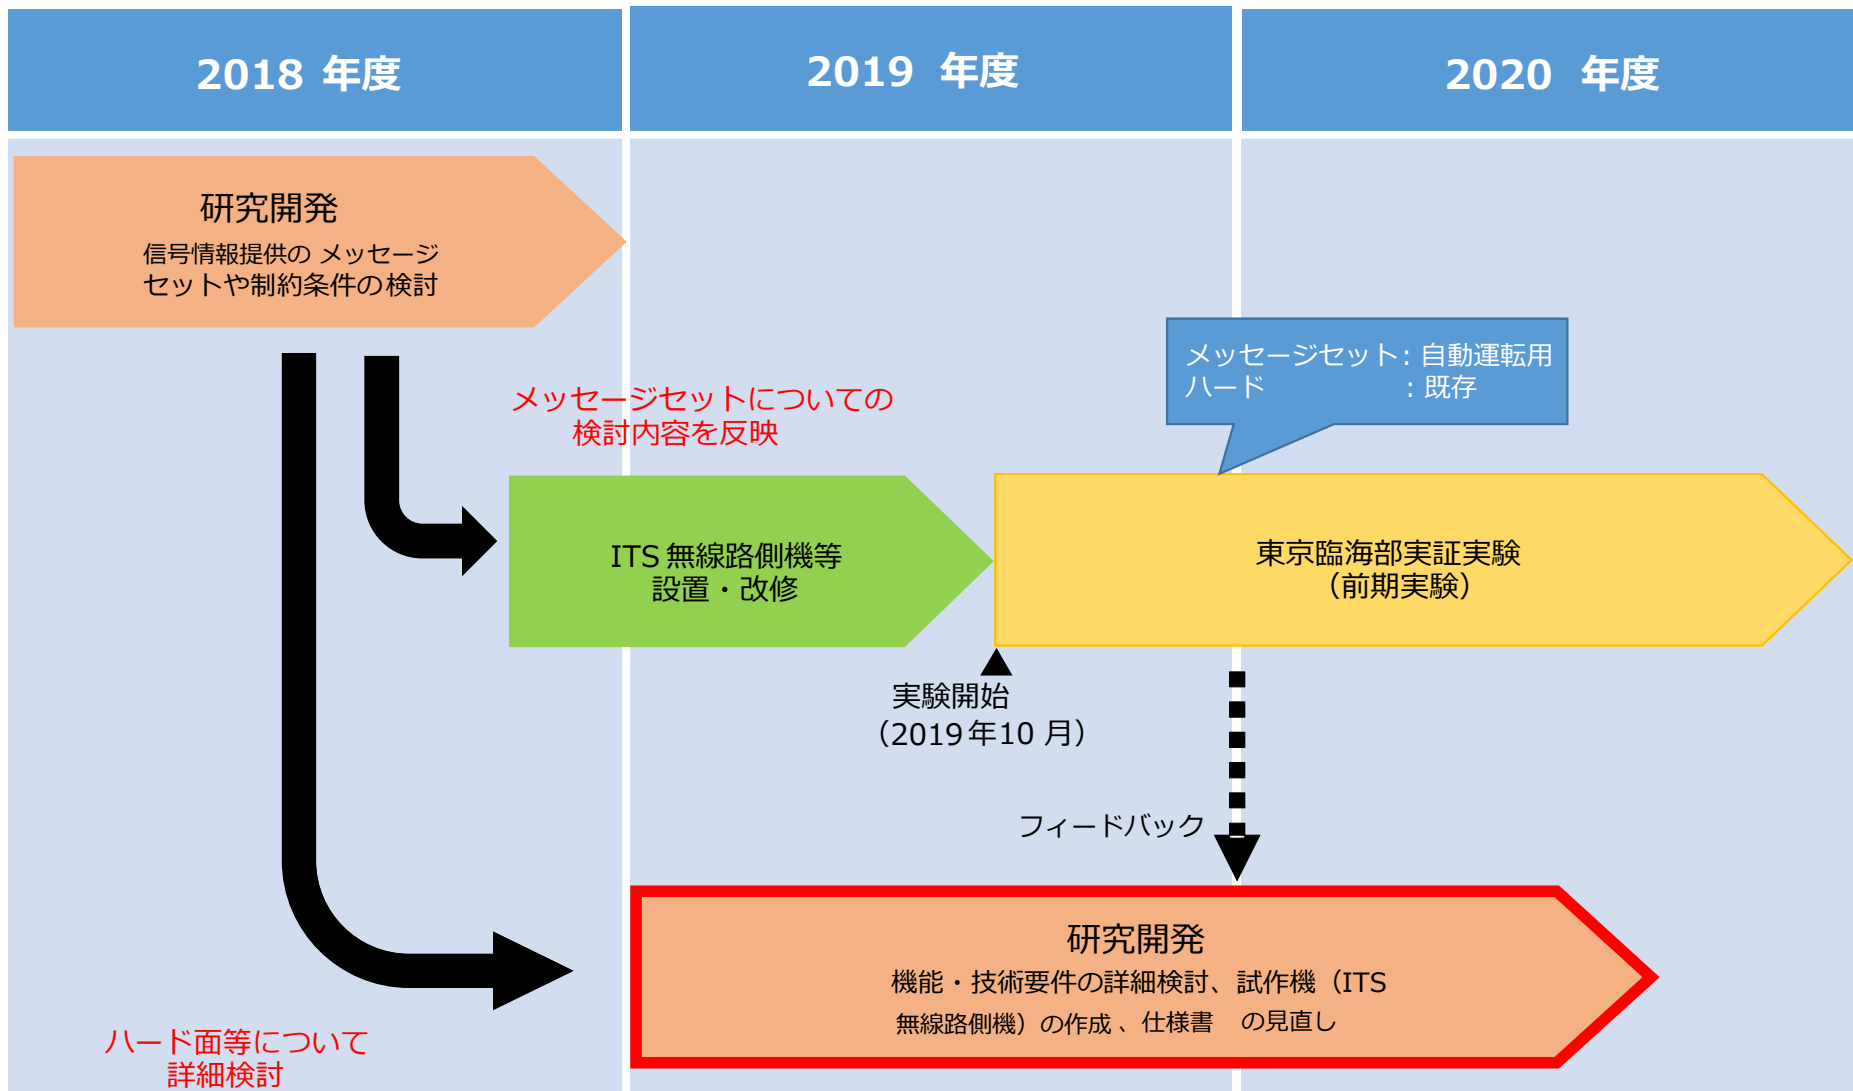 2018 年度
2019 年度
2020 年度
研究開発
信号情報提供の メッセージ
セットや制約条件の検討
メッセージセット：自動運転用
ハード　　　　　：既存
メッセージセットについての
検討内容を反映
ITS 無線路側機等
設置・改修
東京臨海部実証実験
（前期実験）
実験開始
（2019年10 月）
フィードバック
研究開発
機能・技術要件の詳細検討、試作機（ITS
無線路側機）の作成 、仕様書　の見直し
ハード面等について
詳細検討